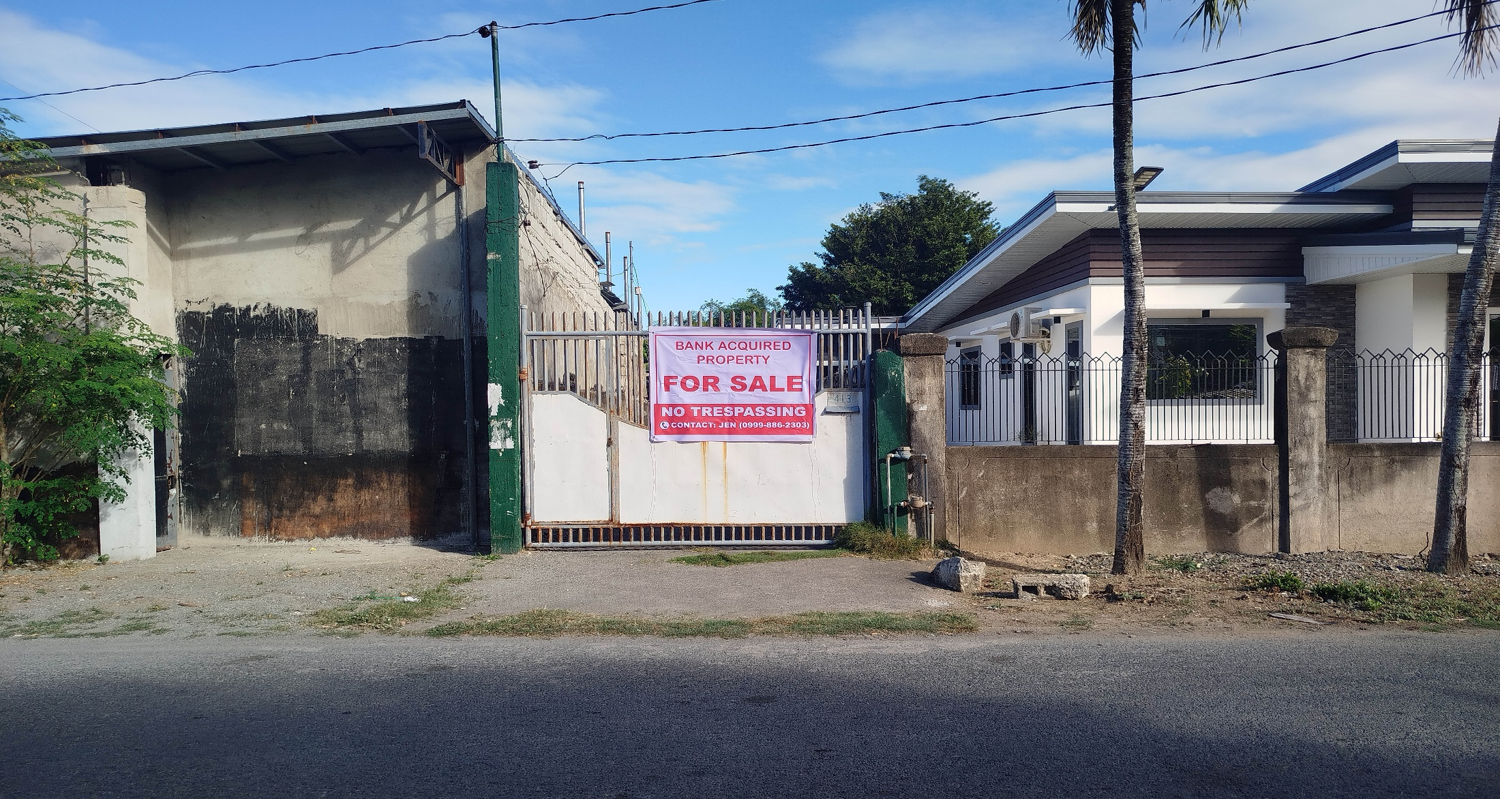 BANK ACQUIRED
PROPERTY
FOR SALE
NO TRESPASSING
CONTACT: JEN (0999-886-2303)